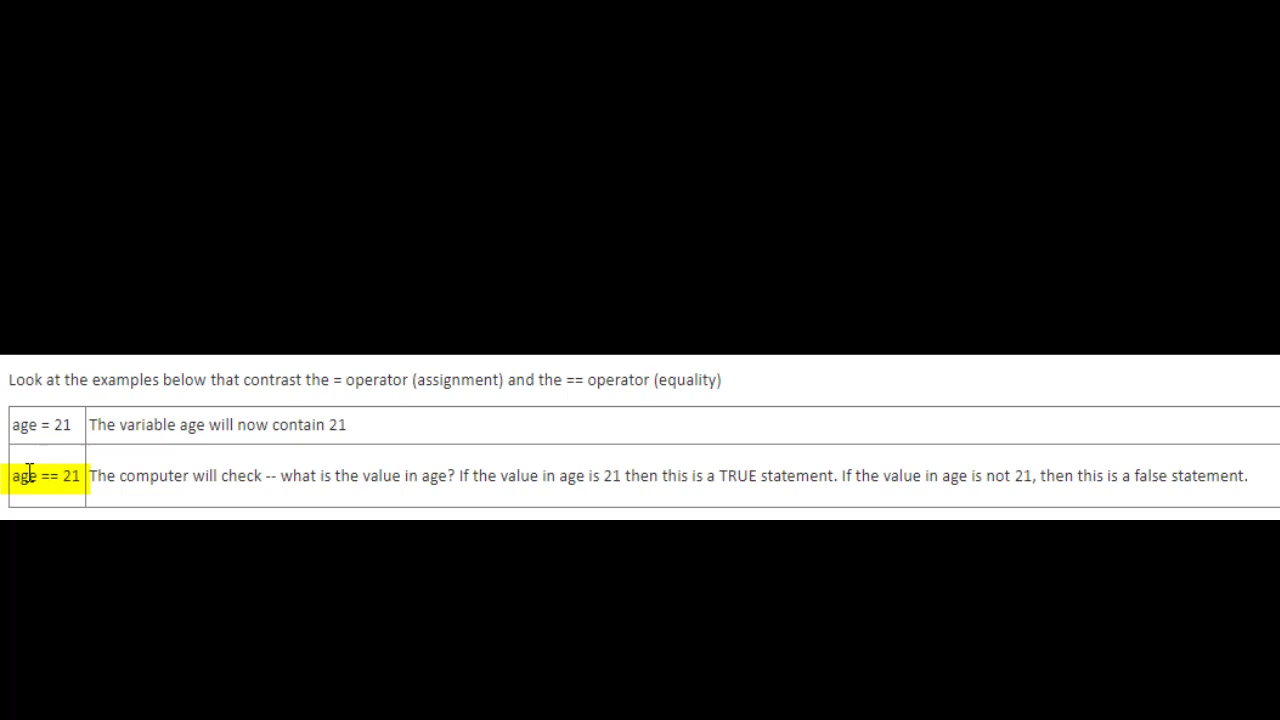 Look at the examples below that contrast the = operator (assignment) and the == operator (equality)
age = 21 The variable age will now contain 21
age == 21 The computer will check -- what is the value in age? If the value in age is 21 then this is a TRUE statement. If the value in age is not 21, then this is a false statement.